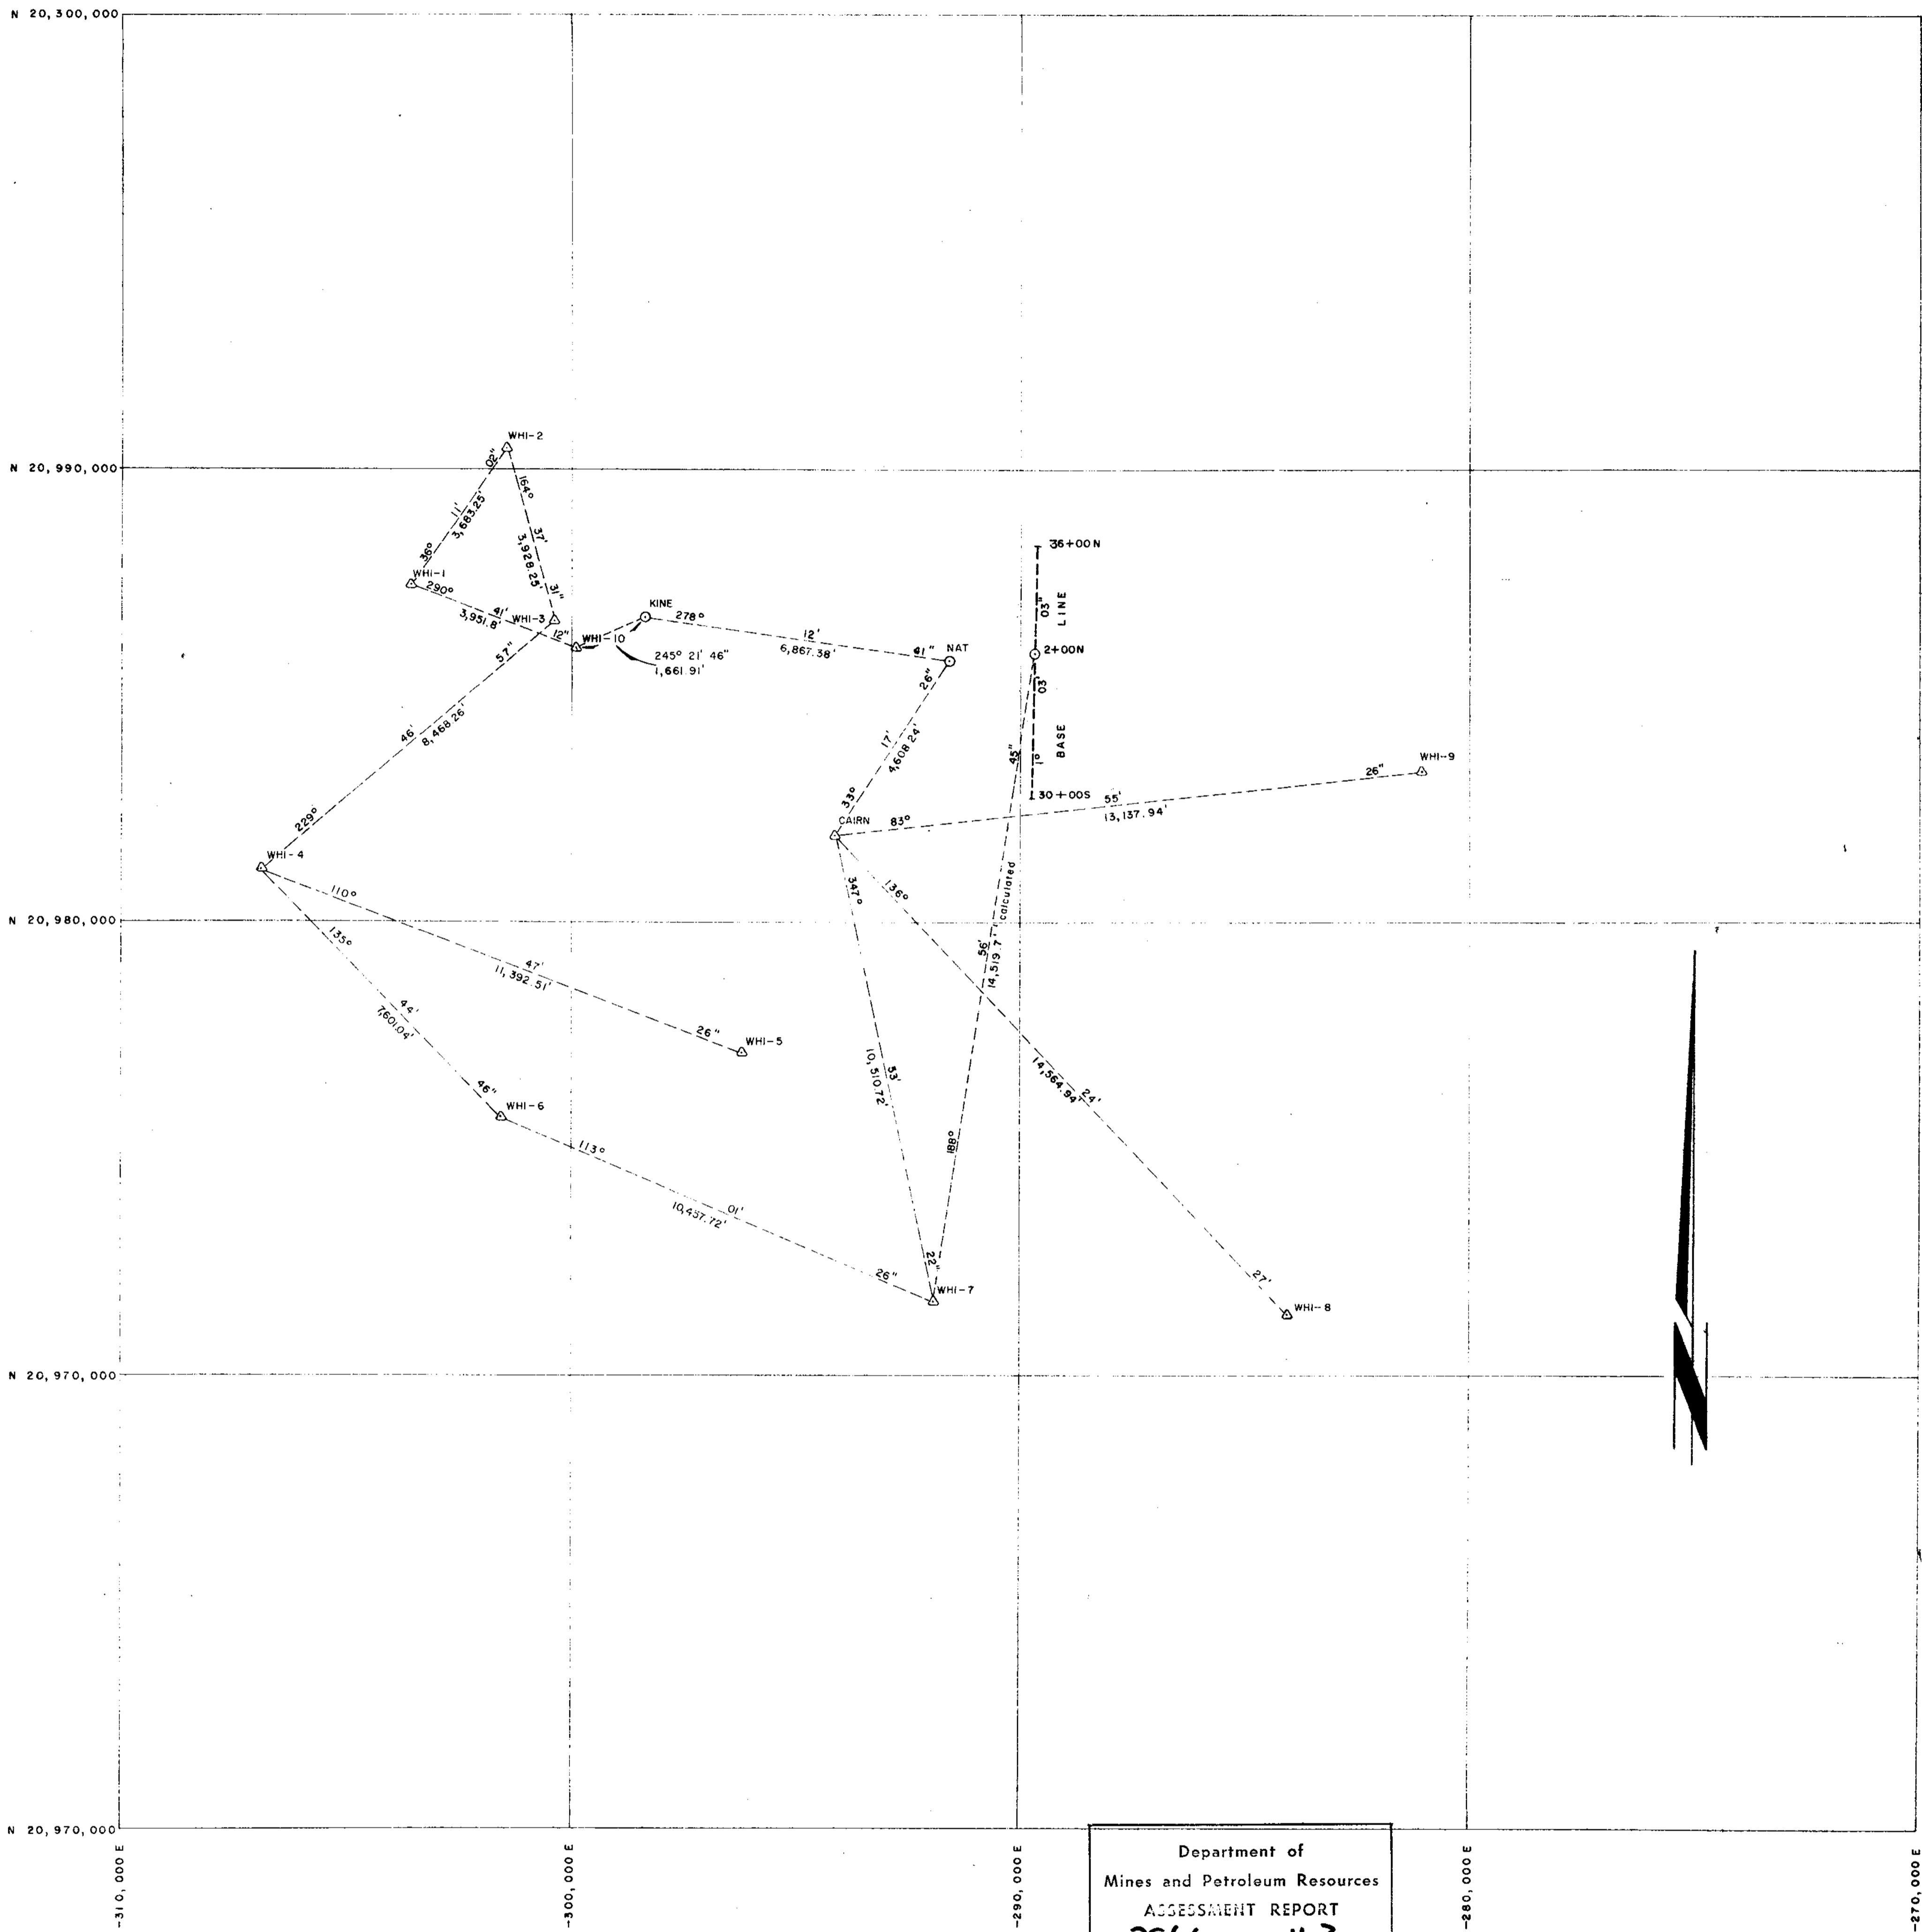 N 20,300,000
WHI-2
N 20,990,000
02"
11'
3,683.25'
36°
164°
37'
3,928.25'
31"
36+00N
WHI-1
290°
41'
3,951.8'
12"
WHI-3
KINE
278°
12'
6,867.38'
41"
NAT
WHI-10
245° 21' 46"
1,661.91'
03"
LINE
2+00N
03'
BASE
1°
30+00S
57"
46'
8,468.26'
229°
26"
17'
4,608.24'
33°
45"
WHI-9
26"
55'
13,137.94'
CAIRN
83°
WHI-4
110°
47'
11,392.51'
26"
WHI-5
347°
53'
10,510.72'
22"
136°
24'
14,564.94'
27'
WHI-8
calculated
56'
14,519.7'
188°
N 20,980,000
135°
44'
7,601.04'
46"
WHI-6
113°
01'
10,457.72'
26"
WHI-7
N 20,970,000
N
N 20,970,000
-310,000 E
-300,000 E
-290,000 E
-280,000 E
-270,000 E
Department of
Mines and Petroleum Resources
ASSESSMENT REPORT